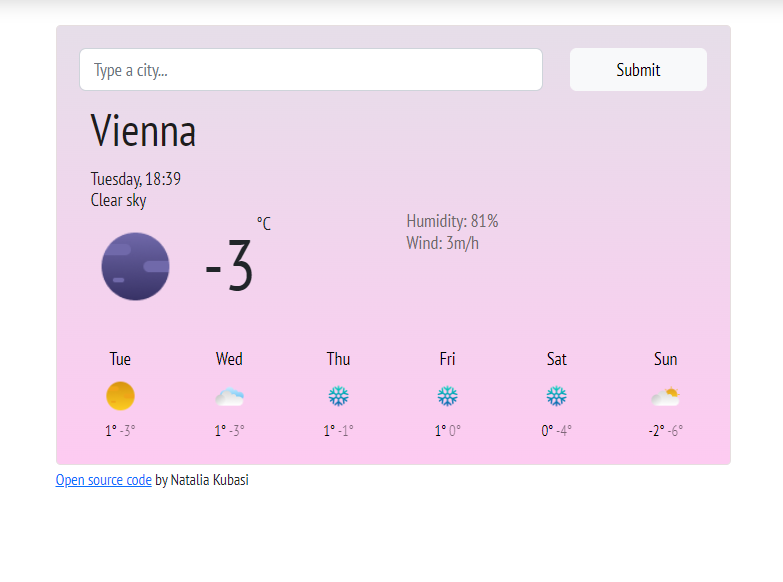 Type a city...
Submit
Vienna
Tuesday, 18:39
Clear sky
-3 °C
Humidity: 81%
Wind: 3m/h
Tue Wed Thu Fri Sat Sun
1° -3° 1° -3° 1° -1° 1° 0° 0° -4° -2° -6°
Open source code by Natalia Kubasi